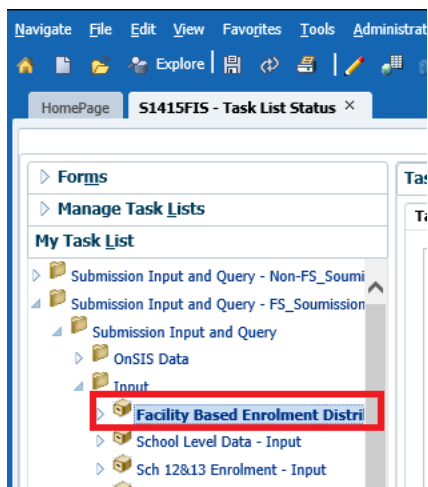 Navigate File Edit View Favorites Tools Administrat
Explore
HomePage S1415FIS - Task List Status ×
Forms
Tas
Manage Task Lists
My Task List
Submission Input and Query - Non-FS_Soumi
Submission Input and Query - FS_Soumission
Submission Input and Query
OnSIS Data
Input
Facility Based Enrolment Distri
School Level Data - Input
Sch 12&13 Enrolment - Input